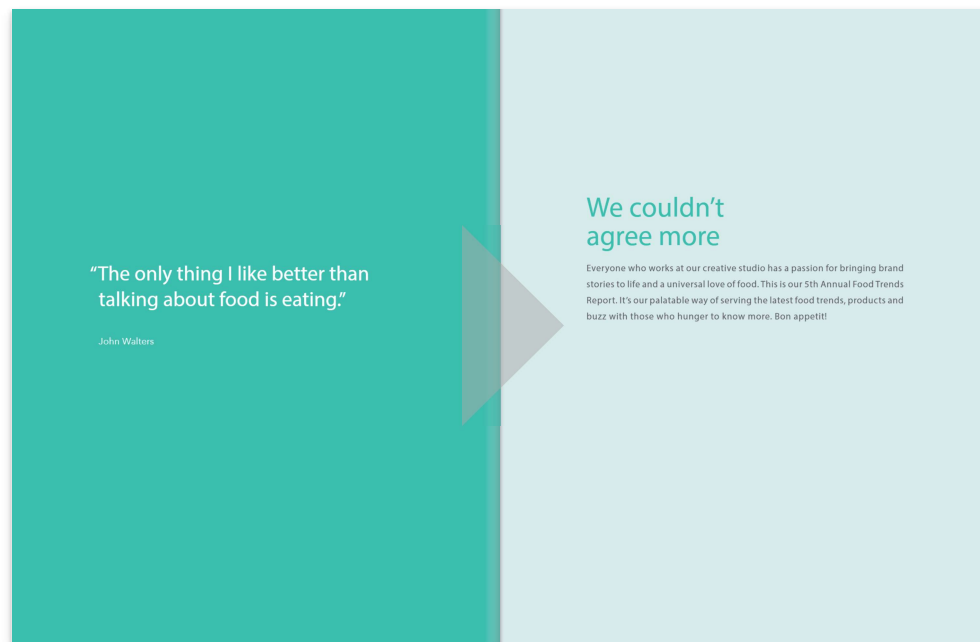 “The only thing I like better than
talking about food is eating.”
John Walters
We couldn’t
agree more
Everyone who works at our creative studio has a passion for bringing brand
stories to life and a universal love of food. This is our 5th Annual Food Trends
Report. It’s our palatable way of serving the latest food trends, products and
buzz with those who hunger to know more. Bon appetit!